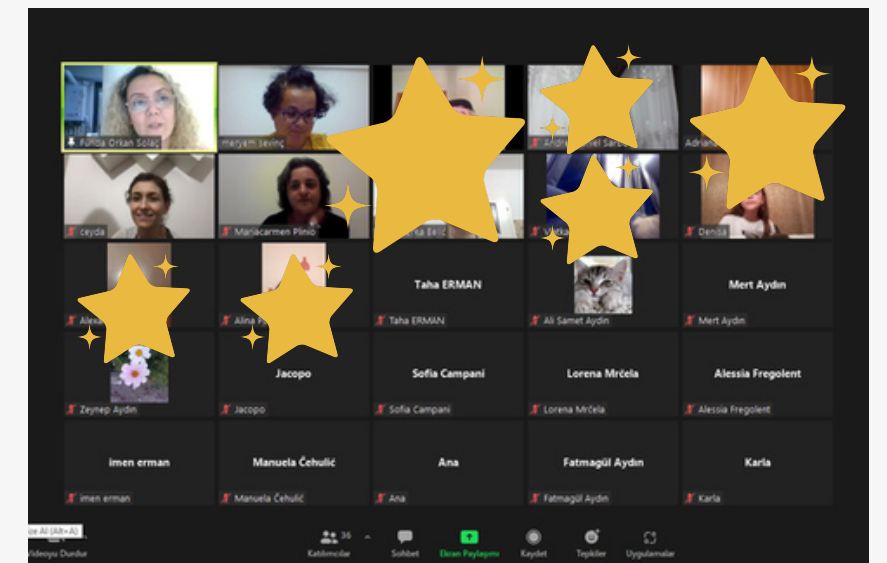 Funda Orkan Solaç
meryem sevinç
ceyda
Mariacarmen Plinio
Denisa
Taha ERMAN
Taha ERMAN
Ali Samet Aydın
Mert Aydın
Mert Aydın
Zeynep Aydın
Jacopo
Jacopo
Sofia Campani
Sofia Campani
Lorena Mrčela
Lorena Mrčela
Alessia Fregolent
Alessia Fregolent
imen erman
imen erman
Manuela Čehulić
Manuela Čehulić
Ana
Ana
Fatmagül Aydın
Fatmagül Aydın
Karla
Karla
(Alt+A)
Videoyu Durdur
36
Katılımcılar
Sohbet
Ekran Paylaşımı
Kaydet
Tepkiler
Uygulamalar